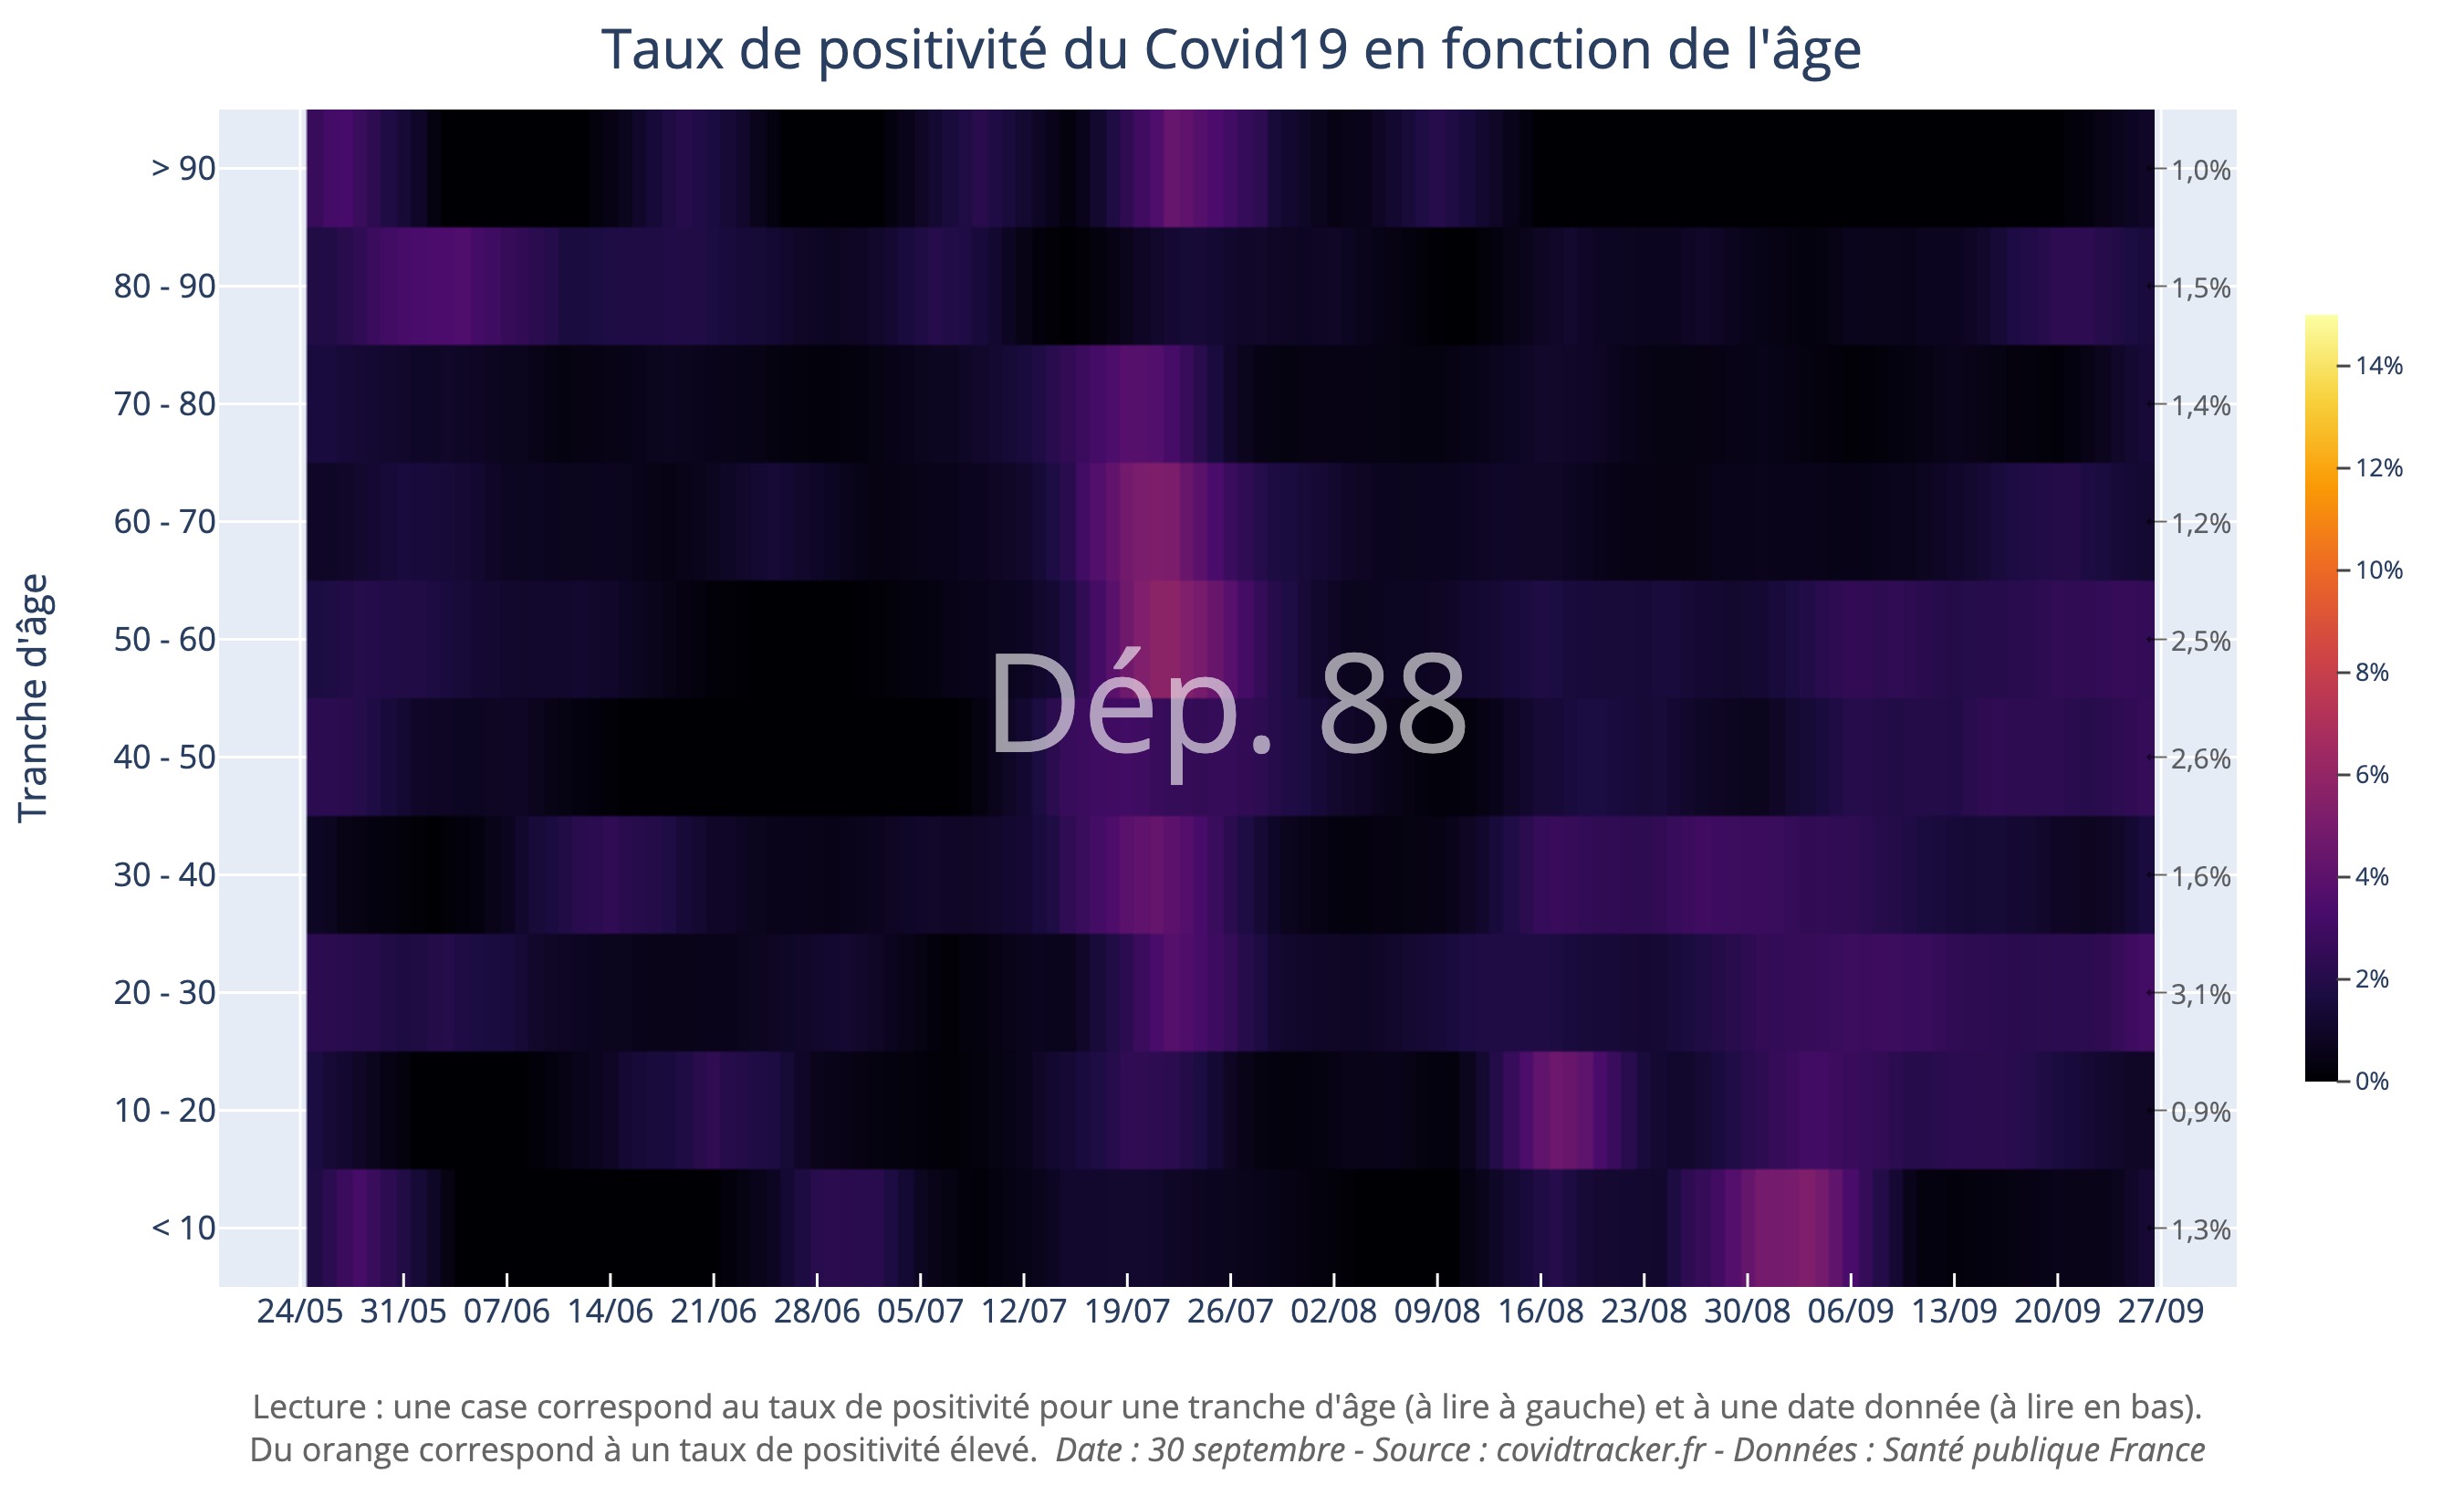 Taux de positivité du Covid19 en fonction de l'âge
Tranche d'âge
> 90
80 - 90
70 - 80
60 - 70
50 - 60
40 - 50
30 - 40
20 - 30
10 - 20
< 10
Dép. 88
1,0%
1,5%
1,4%
1,2%
2,5%
2,6%
1,6%
3,1%
0,9%
1,3%
14%
12%
10%
8%
6%
4%
2%
0%
24/05 31/05 07/06 14/06 21/06 28/06 05/07 12/07 19/07 26/07 02/08 09/08 16/08 23/08 30/08 06/09 13/09 20/09 27/09
Lecture : une case correspond au taux de positivité pour une tranche d'âge (à lire à gauche) et à une date donnée (à lire en bas).
Du orange correspond à un taux de positivité élevé. Date : 30 septembre - Source : covidtracker.fr - Données : Santé publique France